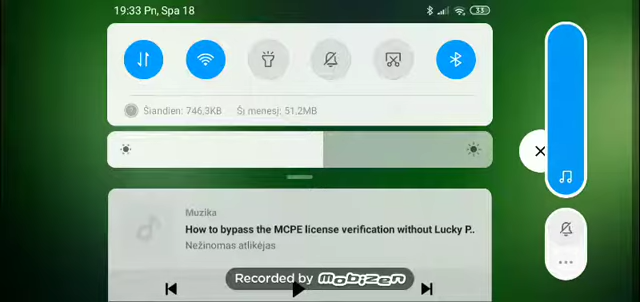 19:33 Pn, Spa 18
33
Šiandien: 746,3KB Šį mėnesį: 51,2MB
Muzika
How to bypass the MCPE license verification without Lucky P..
Nežinomas atlikėjas
Recorded by mobizen